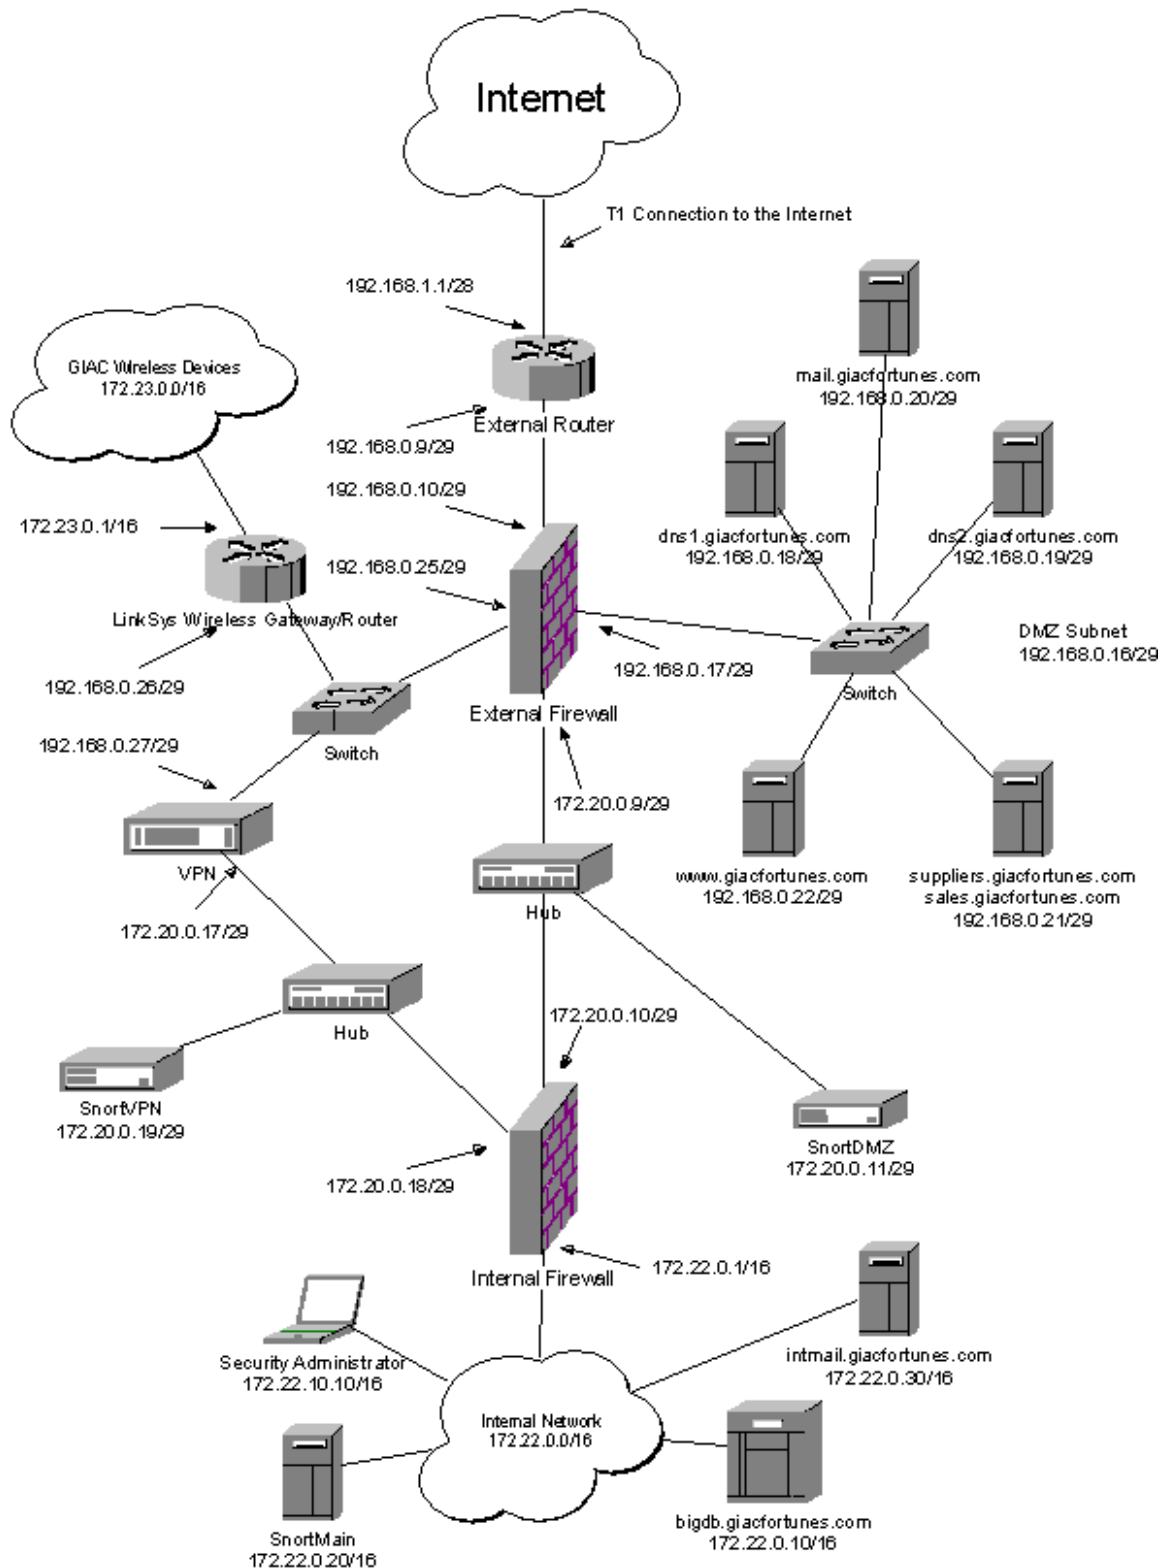 Internet
T1 Connection to the Internet
192.168.1.1/28
mail.giacfortunes.com
192.168.0.20/29
GIAC Wireless Devices
172.23.0.0/16
External Router
192.168.0.9/29
192.168.0.10/29
172.23.0.1/16
dns1.giacfortunes.com
192.168.0.18/29
dns2.giacfortunes.com
192.168.0.19/29
192.168.0.25/29
LinkSys Wireless Gateway/Router
DMZ Subnet
192.168.0.16/29
192.168.0.17/29
192.168.0.26/29
Switch
External Firewall
192.168.0.27/29
Switch
172.20.0.9/29
VPN
www.giacfortunes.com
192.168.0.22/29
suppliers.giacfortunes.com
sales.giacfortunes.com
192.168.0.21/29
Hub
172.20.0.17/29
172.20.0.10/29
Hub
SnortVPN
172.20.0.19/29
SnortDMZ
172.20.0.11/29
172.20.0.18/29
172.22.0.1/16
Internal Firewall
Security Administrator
172.22.10.10/16
intmail.giacfortunes.com
172.22.0.30/16
Internal Network
172.22.0.0/16
bigdb.giacfortunes.com
172.22.0.10/16
SnortMain
172.22.0.20/16